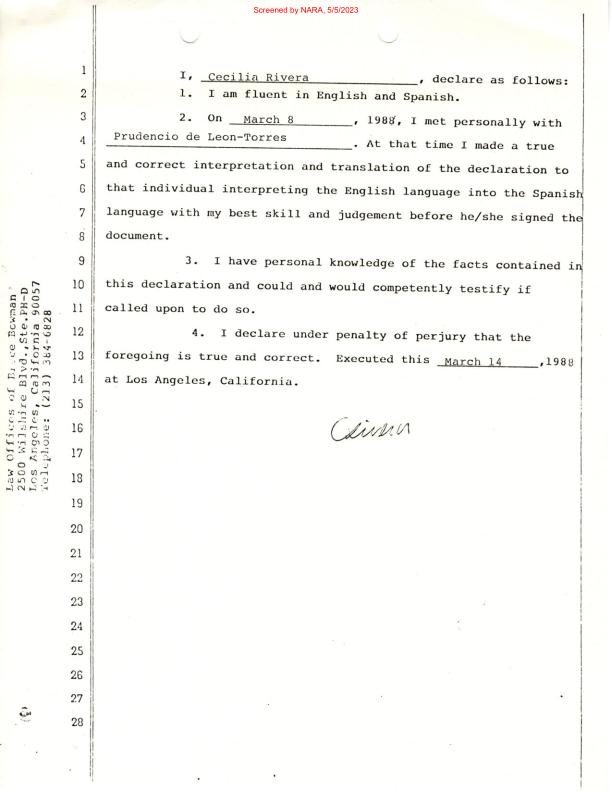 Screened by NARA, 5/5/2023
1 I, Cecilia Rivera, declare as follows:
2 1. I am fluent in English and Spanish.
3 2. On March 8, 1988, I met personally with
4 Prudencio de Leon-Torres. At that time I made a true
5 and correct interpretation and translation of the declaration to
6 that individual interpreting the English language into the Spanish
7 language with my best skill and judgement before he/she signed the
8 document.
9 3. I have personal knowledge of the facts contained in
10 this declaration and could and would competently testify if
11 called upon to do so.
12 4. I declare under penalty of perjury that the
13 foregoing is true and correct. Executed this March 14, 1988
14 at Los Angeles, California.
15
16
17
18
19
20
21
22
23
24
25
26
27
28
Law Offices of Bowman
2500 Wilshire Blvd., Ste. PH-D
Los Angeles, California 90057
Telephone: (213) 384-6828